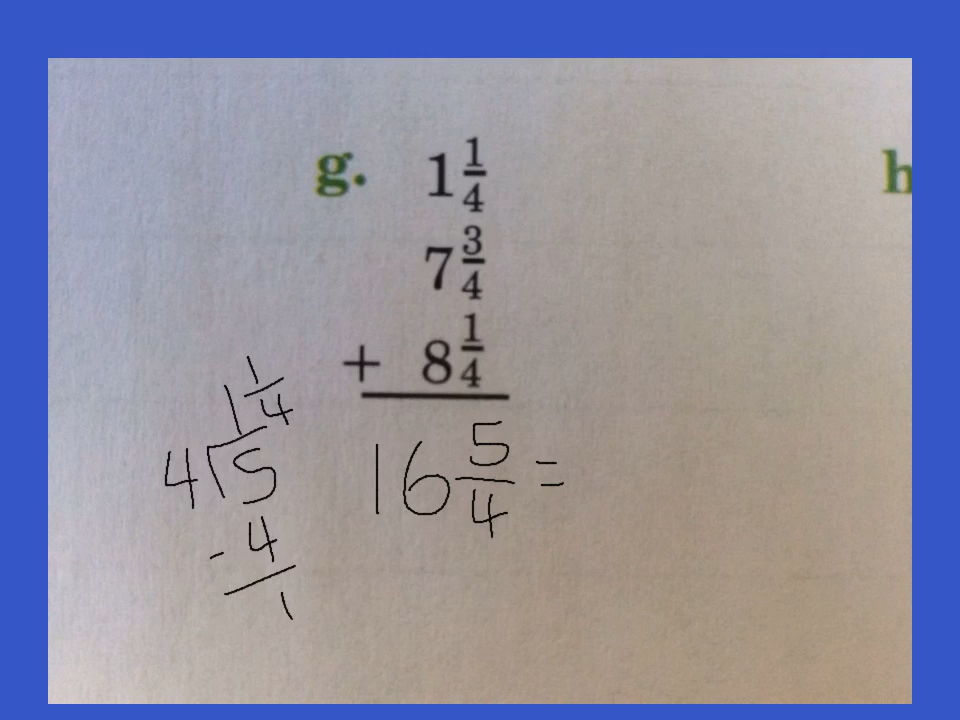 g. 1 1/4
h
7 3/4
+ 8 1/4
1 1/4
4)5
16 5/4 =
- 4
1